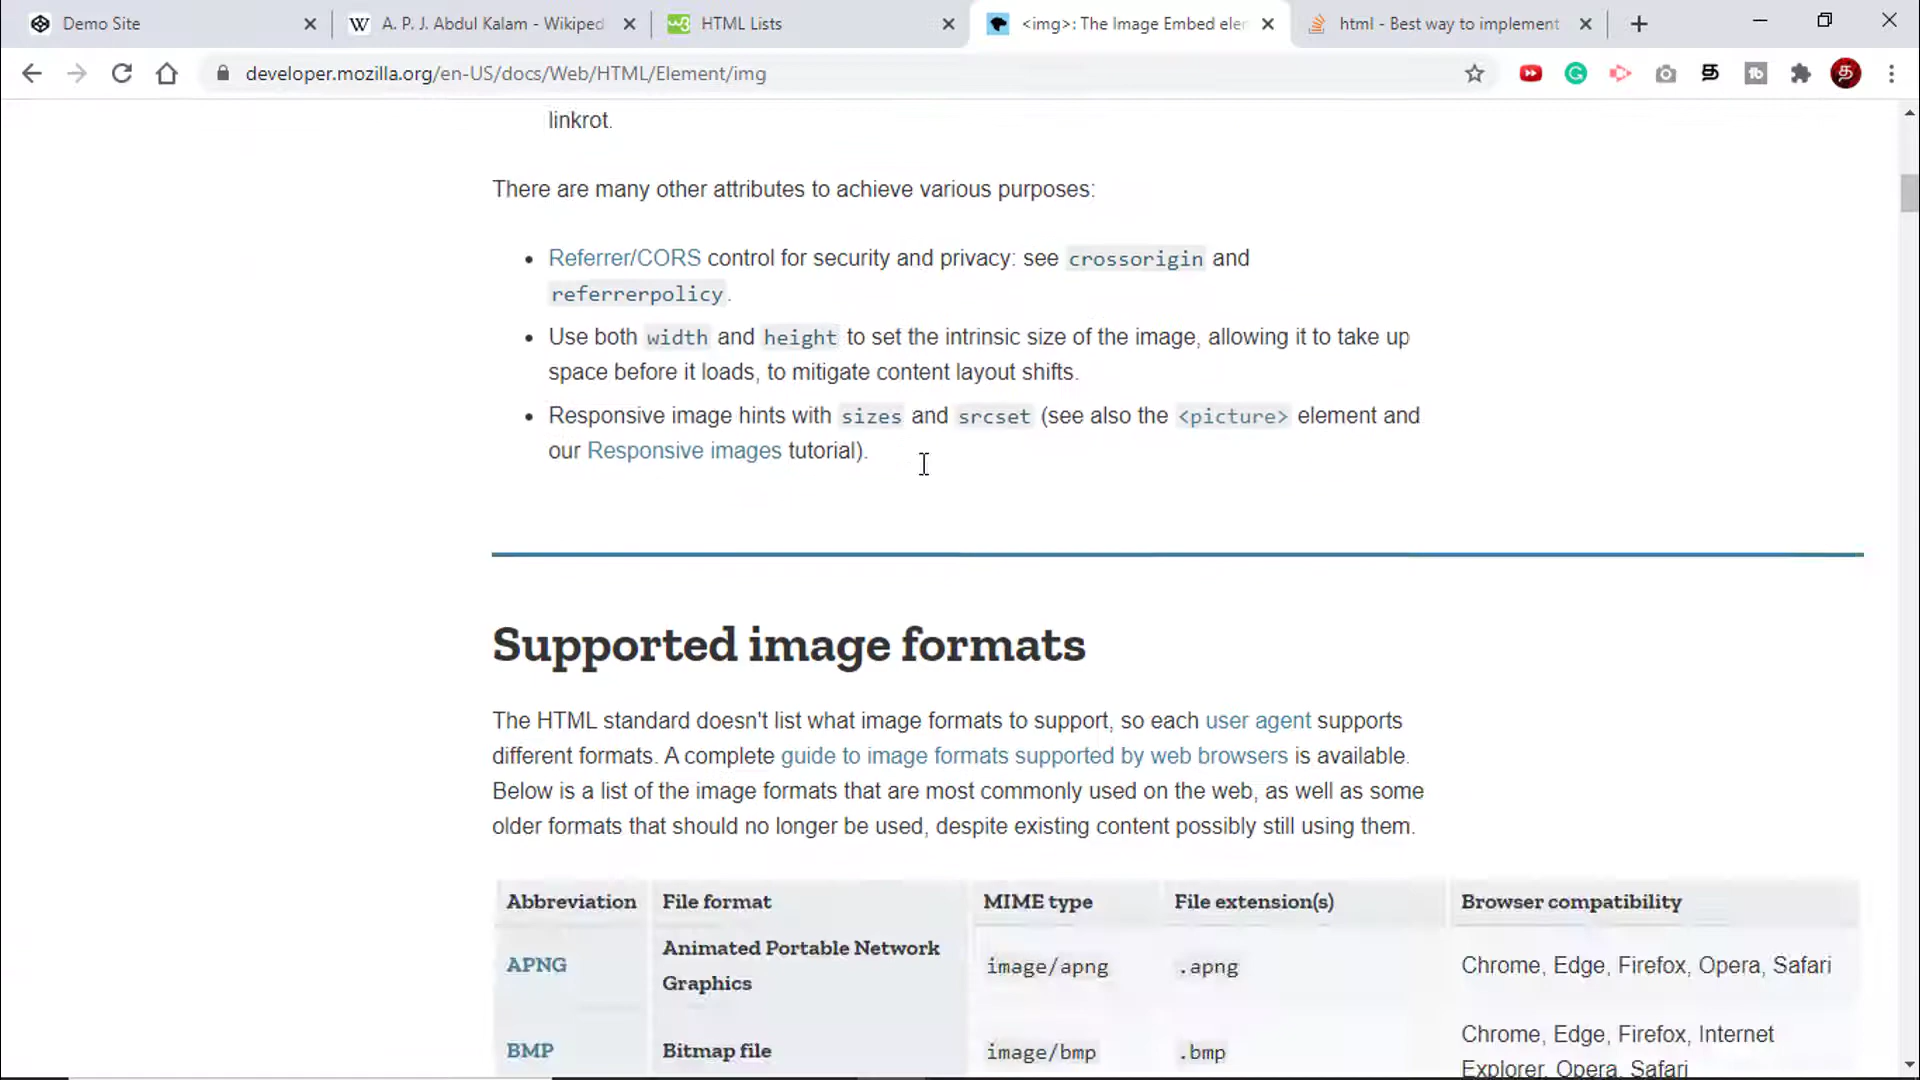 Demo Site
A. P. J. Abdul Kalam - Wikiped
HTML Lists
<img>: The Image Embed ele
html - Best way to implement
developer.mozilla.org/en-US/docs/Web/HTML/Element/img
linkrot.
There are many other attributes to achieve various purposes:
• Referrer/CORS control for security and privacy: see crossorigin and
referrerpolicy.
• Use both width and height to set the intrinsic size of the image, allowing it to take up
space before it loads, to mitigate content layout shifts.
• Responsive image hints with sizes and srcset (see also the <picture> element and
our Responsive images tutorial).
Supported image formats
The HTML standard doesn't list what image formats to support, so each user agent supports
different formats. A complete guide to image formats supported by web browsers is available.
Below is a list of the image formats that are most commonly used on the web, as well as some
older formats that should no longer be used, despite existing content possibly still using them.
Abbreviation File format MIME type File extension(s) Browser compatibility
APNG Animated Portable Network Graphics image/apng .apng Chrome, Edge, Firefox, Opera, Safari
BMP Bitmap file image/bmp .bmp Chrome, Edge, Firefox, Internet
Explorer, Opera, Safari